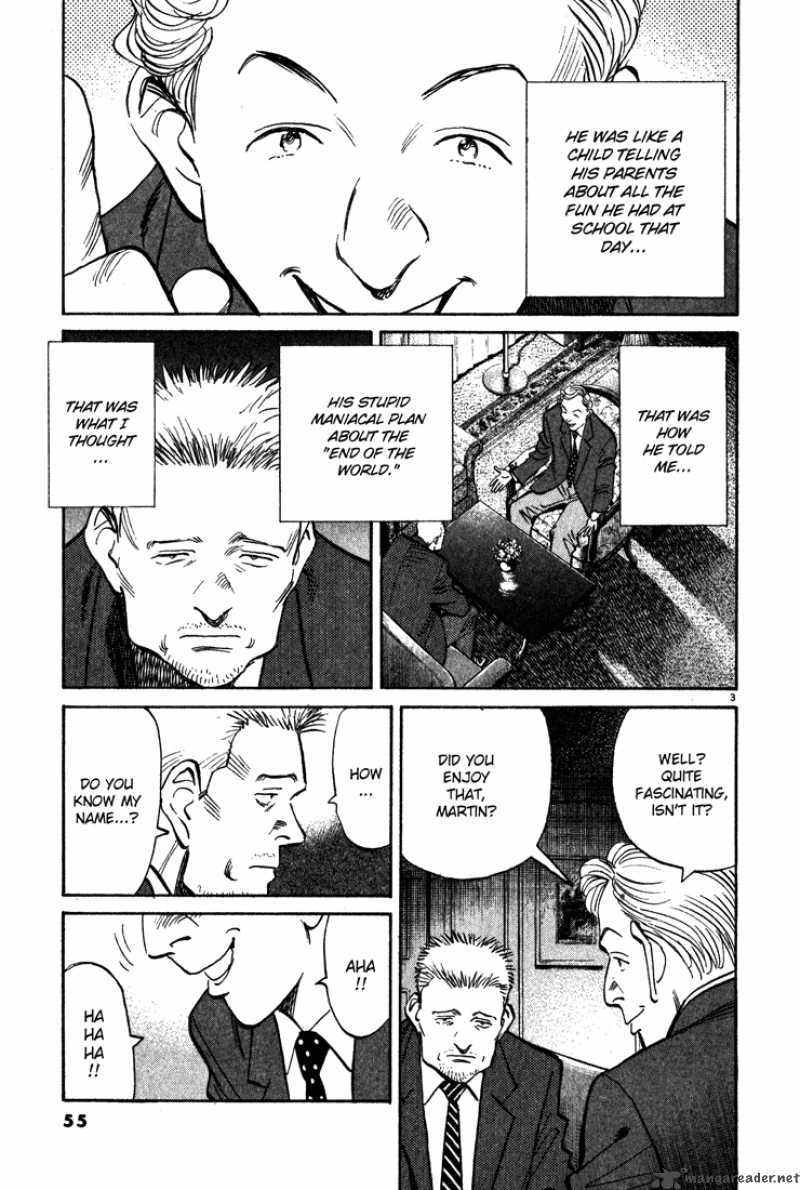 HE WAS LIKE A
CHILD TELLING
HIS PARENTS
ABOUT ALL THE
FUN HE HAD AT
SCHOOL THAT
DAY...
THAT WAS
HOW
HE TOLD
ME...
HIS STUPID
MANIACAL PLAN
ABOUT THE
"END OF THE
WORLD."
THAT WAS
WHAT I
THOUGHT
...
3
WELL?
QUITE
FASCINATING,
ISN'T IT?
DID YOU
ENJOY
THAT,
MARTIN?
HOW
...
DO YOU
KNOW MY
NAME...?
AHA
!!
HA
HA
HA
!!
55
mangareader.net